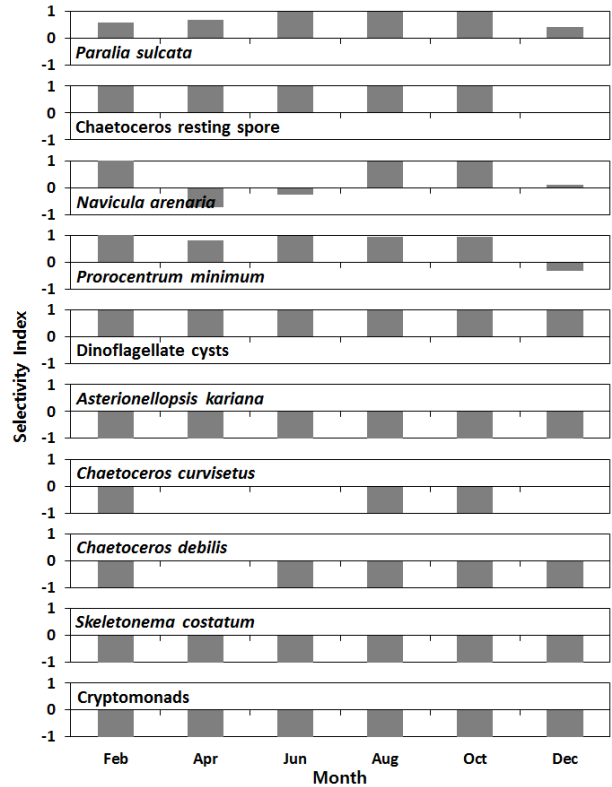 1
0
-1
Paralia sulcata
1
0
-1
Chaetoceros resting spore
1
0
-1
Navicula arenaria
1
0
-1
Prorocentrum minimum
1
0
-1
Dinoflagellate cysts
1
0
-1
Asterionellopsis kariana
1
0
-1
Chaetoceros curvisetus
1
0
-1
Chaetoceros debilis
1
0
-1
Skeletonema costatum
1
0
-1
Cryptomonads
Selectivity Index
Feb Apr Jun Aug Oct Dec
Month